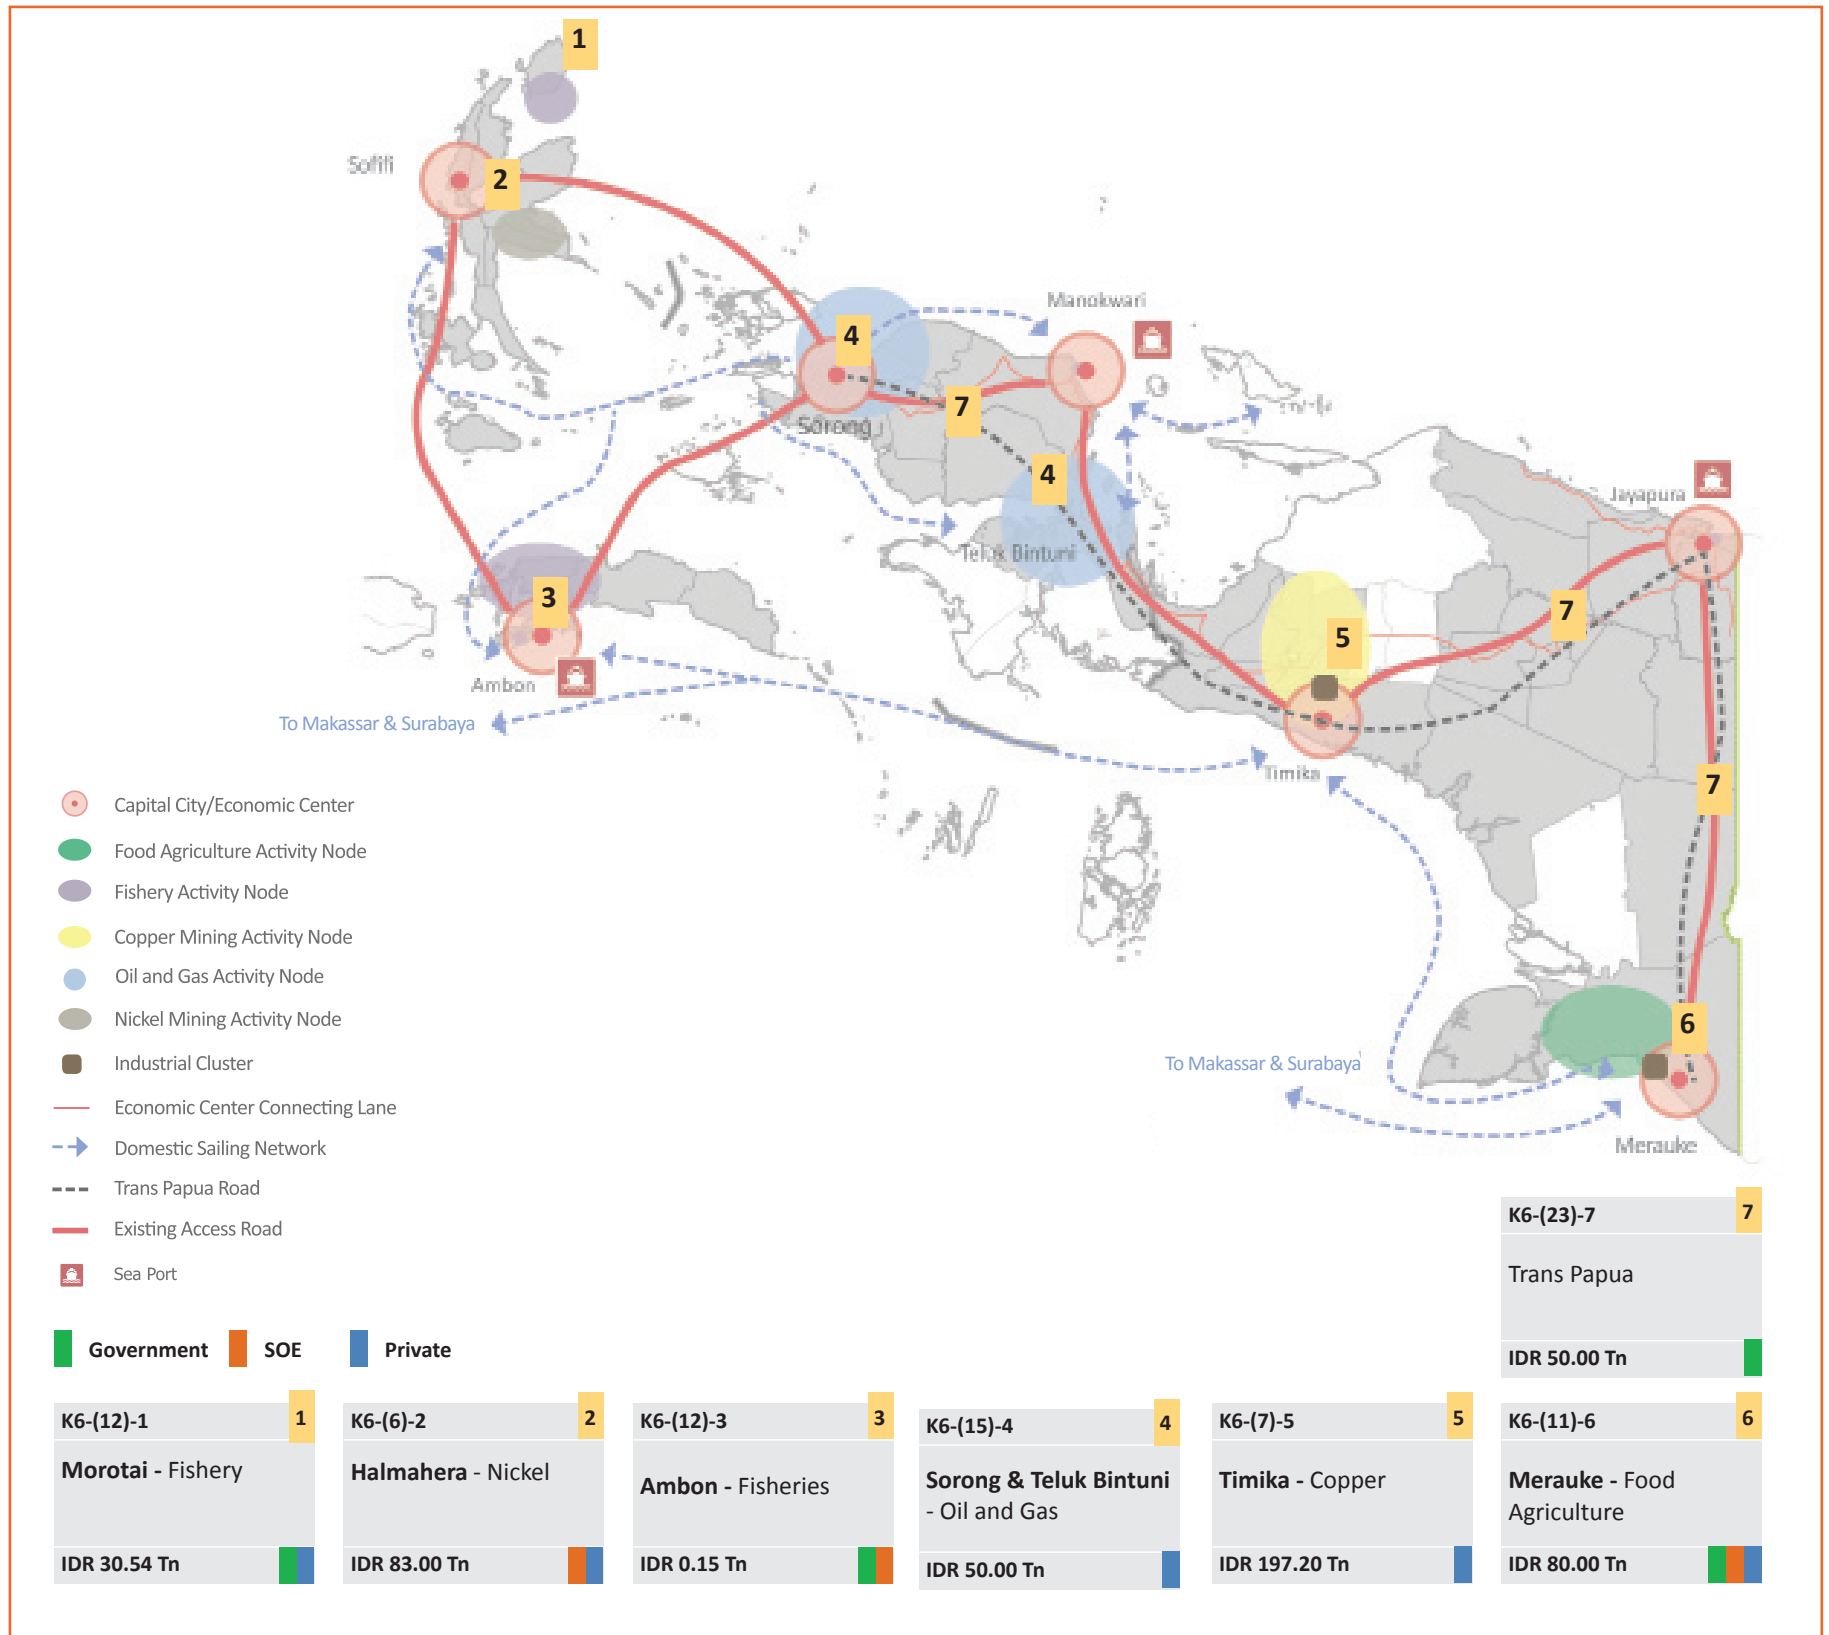 1
Sofifi
2
Manokwari
4
7
Sorong
4
Jayapura
Teluk Bintuni
3
7
5
Ambon
To Makassar & Surabaya
Timika
7
6
To Makassar & Surabaya
Merauke
Capital City/Economic Center
Food Agriculture Activity Node
Fishery Activity Node
Copper Mining Activity Node
Oil and Gas Activity Node
Nickel Mining Activity Node
Industrial Cluster
Economic Center Connecting Lane
Domestic Sailing Network
Trans Papua Road
Existing Access Road
Sea Port
Government
SOE
Private
K6-(23)-7
7
Trans Papua
IDR 50.00 Tn
K6-(12)-1
1
Morotai - Fishery
IDR 30.54 Tn
K6-(6)-2
2
Halmahera - Nickel
IDR 83.00 Tn
K6-(12)-3
3
Ambon - Fisheries
IDR 0.15 Tn
K6-(15)-4
4
Sorong & Teluk Bintuni
- Oil and Gas
IDR 50.00 Tn
K6-(7)-5
5
Timika - Copper
IDR 197.20 Tn
K6-(11)-6
6
Merauke - Food
Agriculture
IDR 80.00 Tn